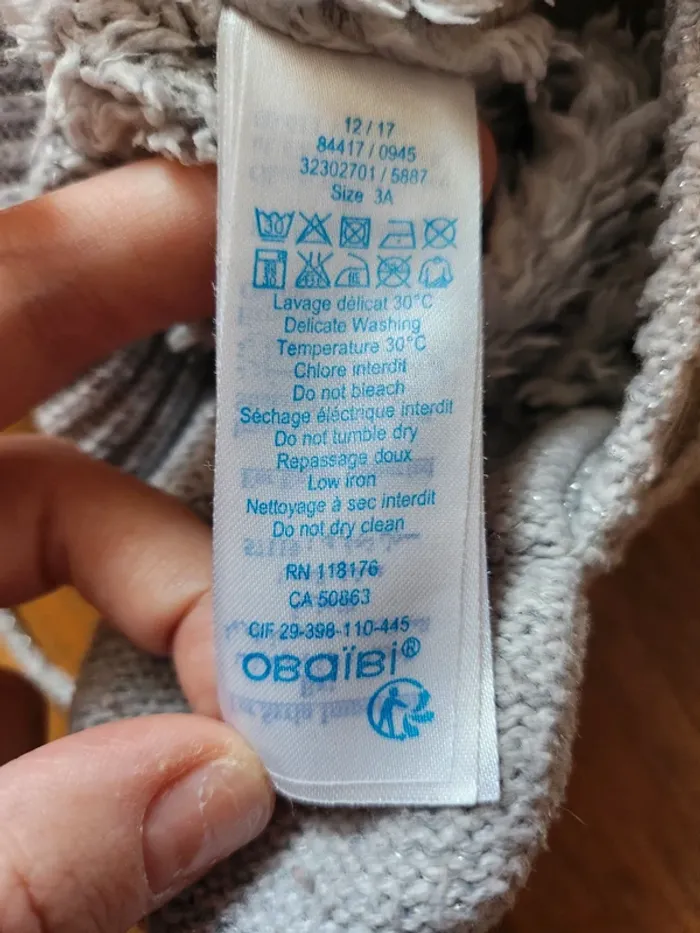 12 / 17
84417 / 0945
32302701 / 5887
Size 3A
30
Lavage délicat 30°C
Delicate Washing
Temperature 30°C
Chlore interdit
Do not bleach
Séchage éléctrique interdit
Do not tumble dry
Repassage doux
Low iron
Nettoyage à sec interdit
Do not dry clean
RN 118176
CA 50863
CIF 29-398-110-445
OBaïBi®